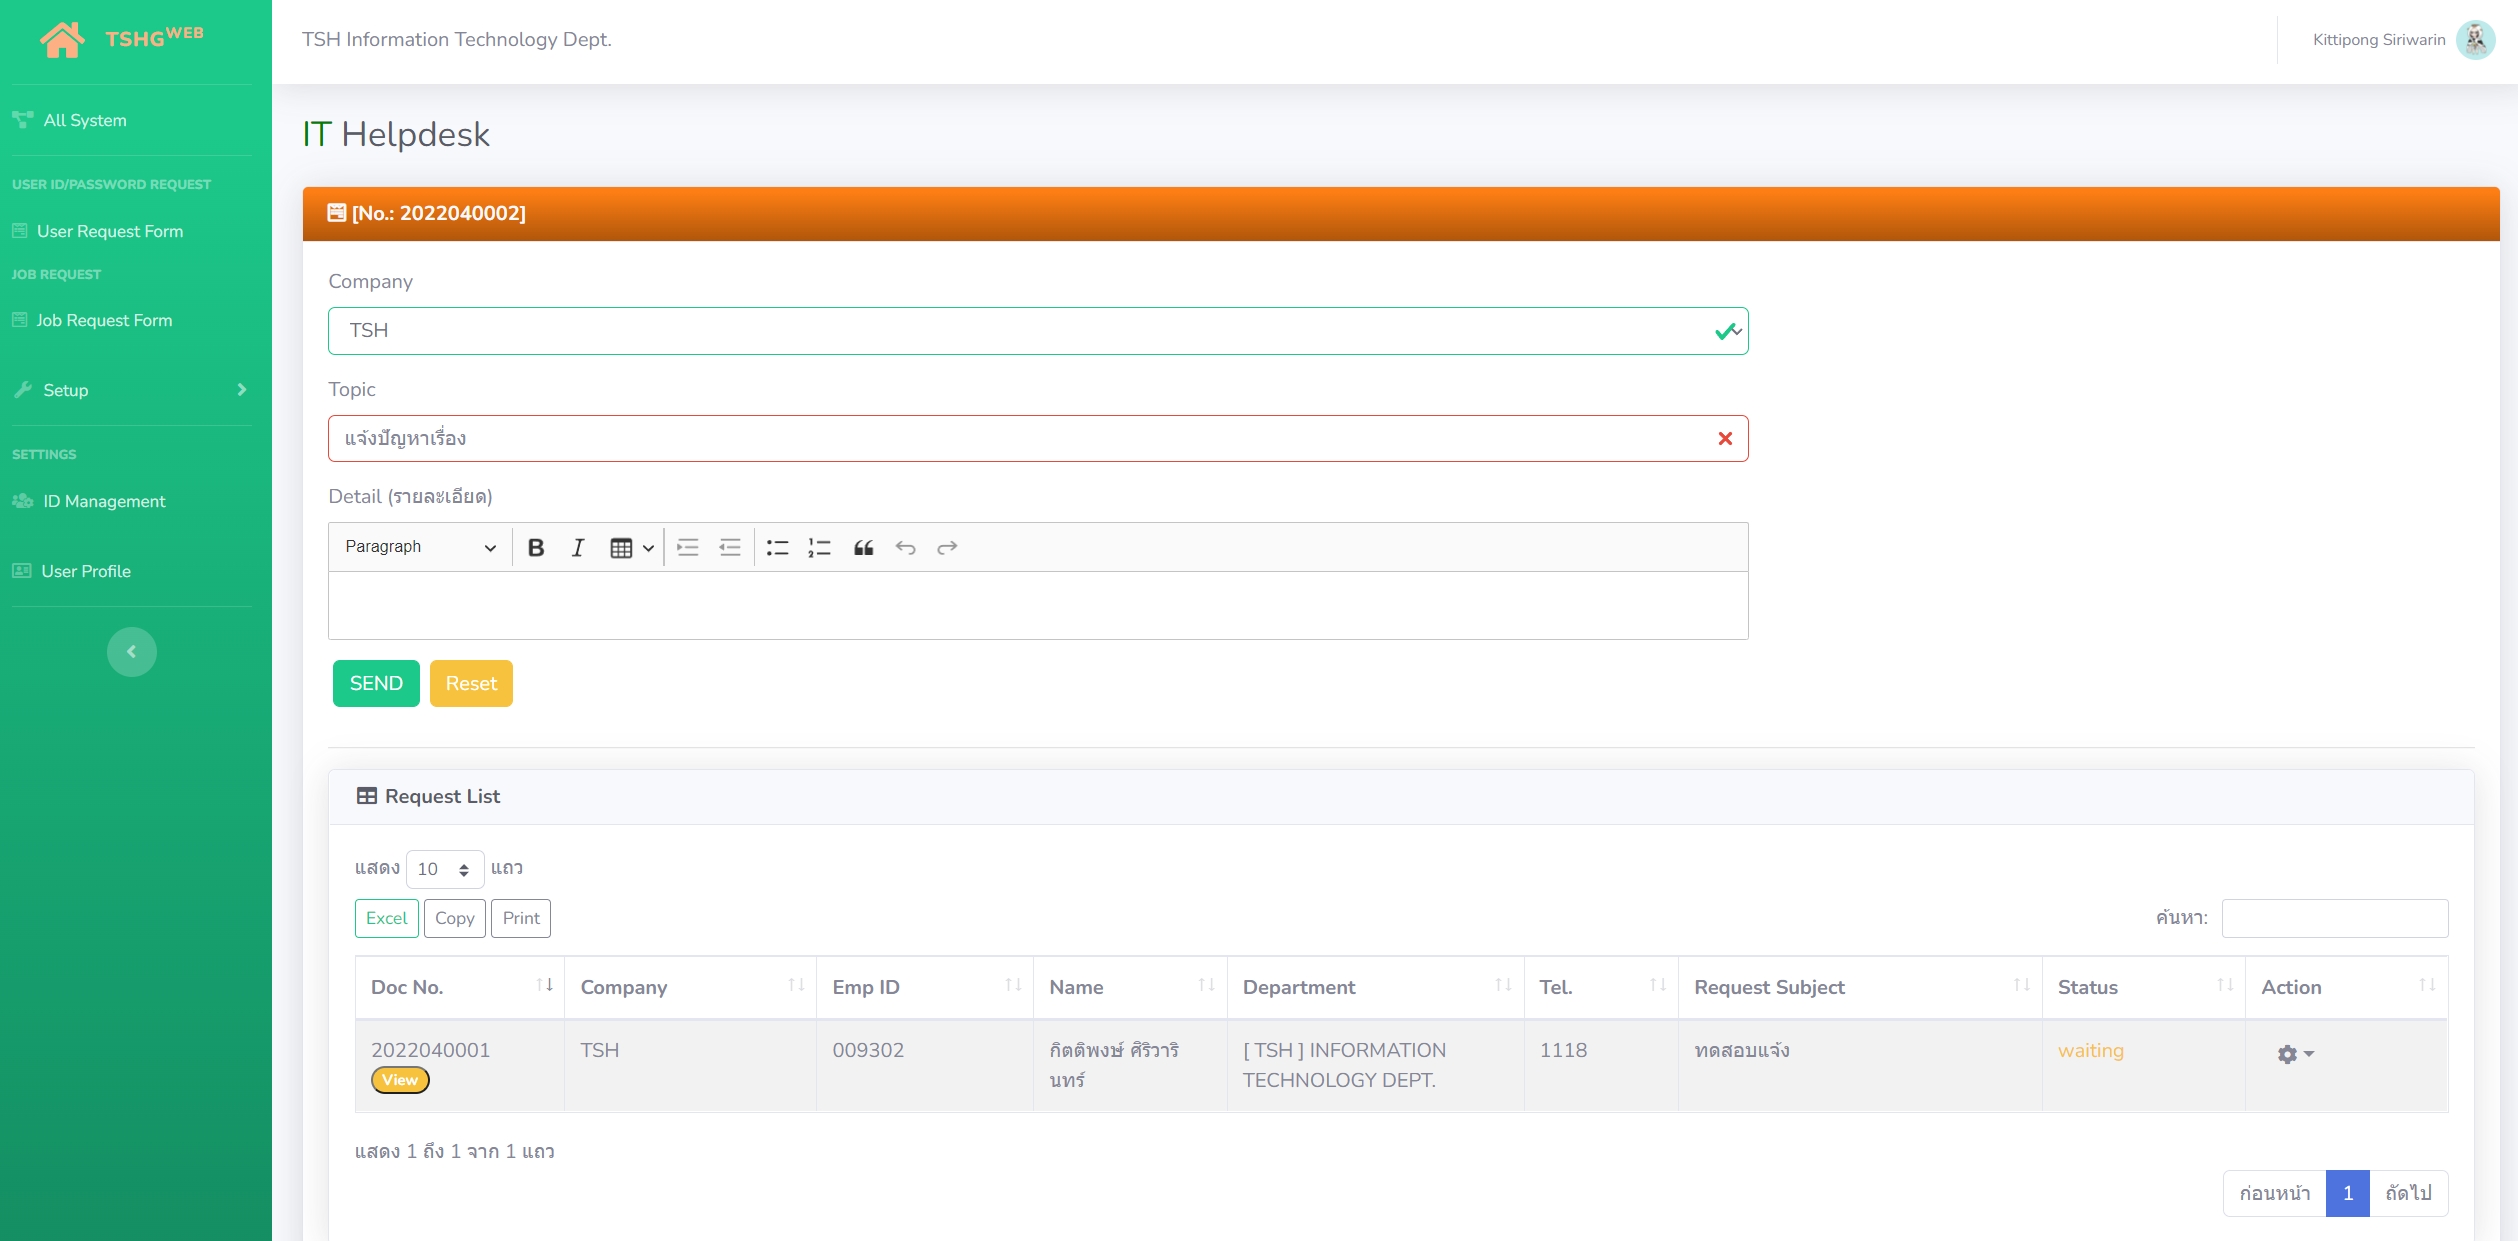 TSHGWEB
All System
USER ID/PASSWORD REQUEST
User Request Form
JOB REQUEST
Job Request Form
Setup
SETTINGS
ID Management
User Profile
TSH Information Technology Dept.
Kittipong Siriwarin
IT Helpdesk
[No.: 2022040002]
Company
TSH
Topic
แจ้งปัญหาเรื่อง
Detail (รายละเอียด)
Paragraph
SEND Reset
Request List
แสดง 10 แถว
Excel Copy Print
ค้นหา:
Doc No. Company Emp ID Name Department Tel. Request Subject Status Action
2022040001 TSH 009302 กิตติพงษ์ ศิริวาริ [ TSH ] INFORMATION 1118 ทดสอบแจ้ง waiting
View นทร์ TECHNOLOGY DEPT.
แสดง 1 ถึง 1 จาก 1 แถว
ก่อนหน้า 1 ถัดไป